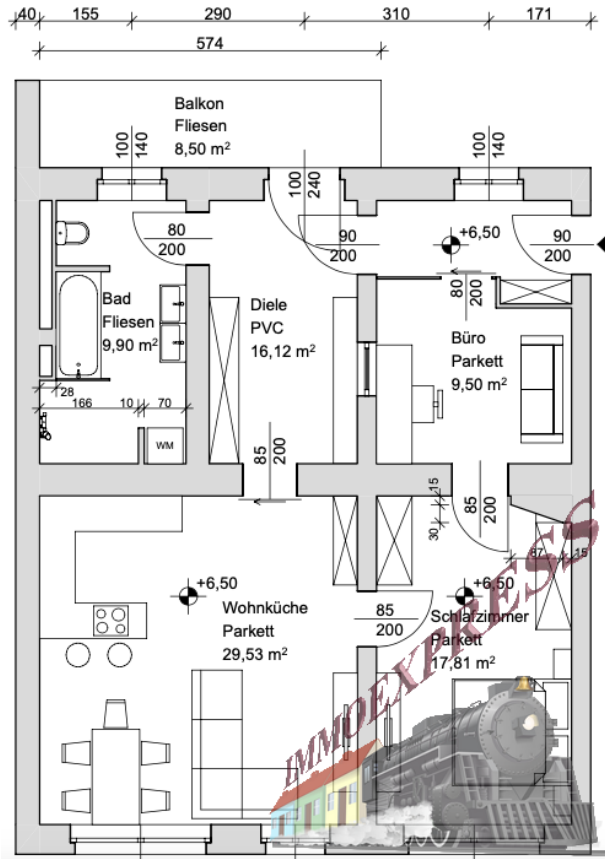 40 155 290 310 171
574
Balkon
Fliesen
8,50 m²
100
140
100
240
100
140
80
200
90
200
+6,50
90
200
80
200
Bad
Fliesen
9,90 m²
Diele
PVC
16,12 m²
Büro
Parkett
9,50 m²
28
166 10 70
WM
85
200
15
30
85
200
87 15
+6,50
+6,50
Wohnküche
Parkett
29,53 m²
85
200
Schlafzimmer
Parkett
17,81 m²
IMMOEXPRESS